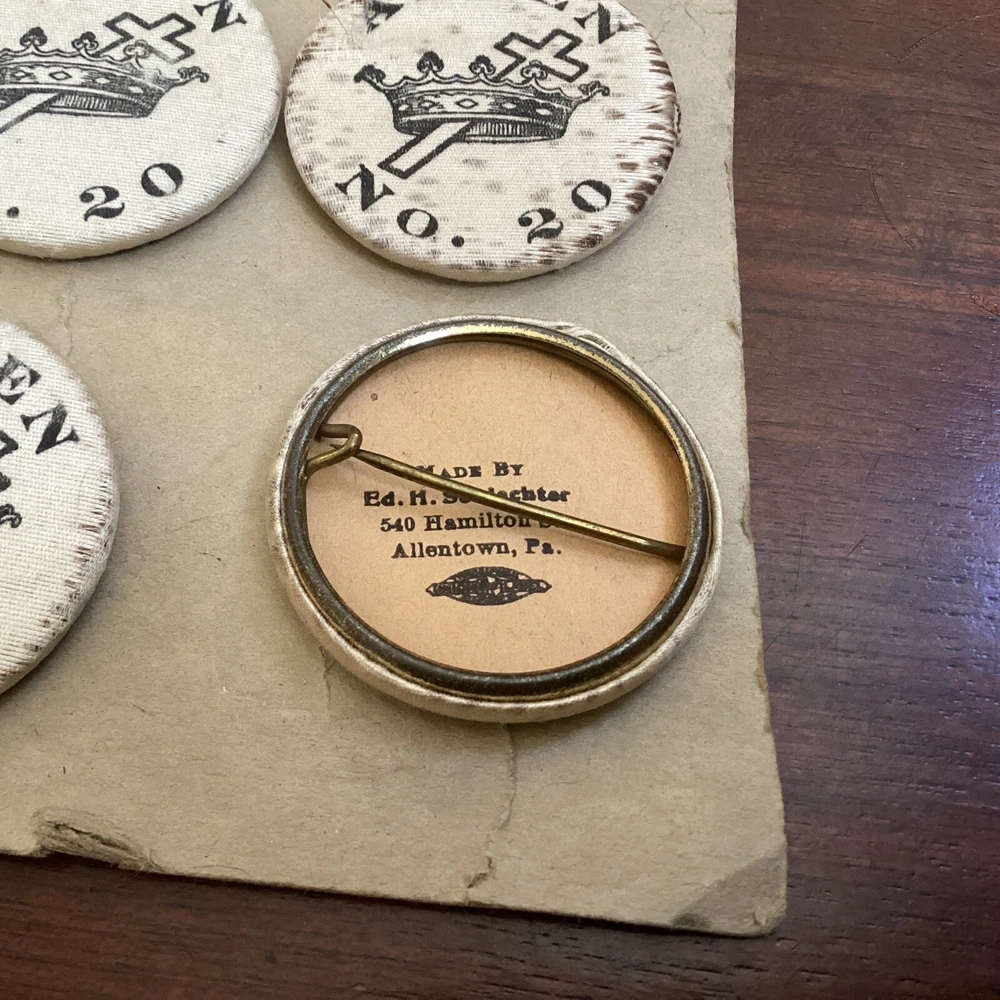 N
. 20
NO. 20
EN
MADE BY
Ed. H.
540 Hamilton
Allentown, Pa.